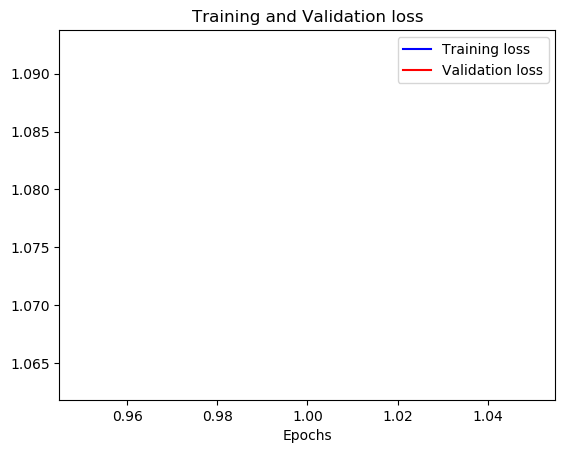 Training and Validation loss
Training loss
Validation loss
1.090
1.085
1.080
1.075
1.070
1.065
0.96 0.98 1.00 1.02 1.04
Epochs